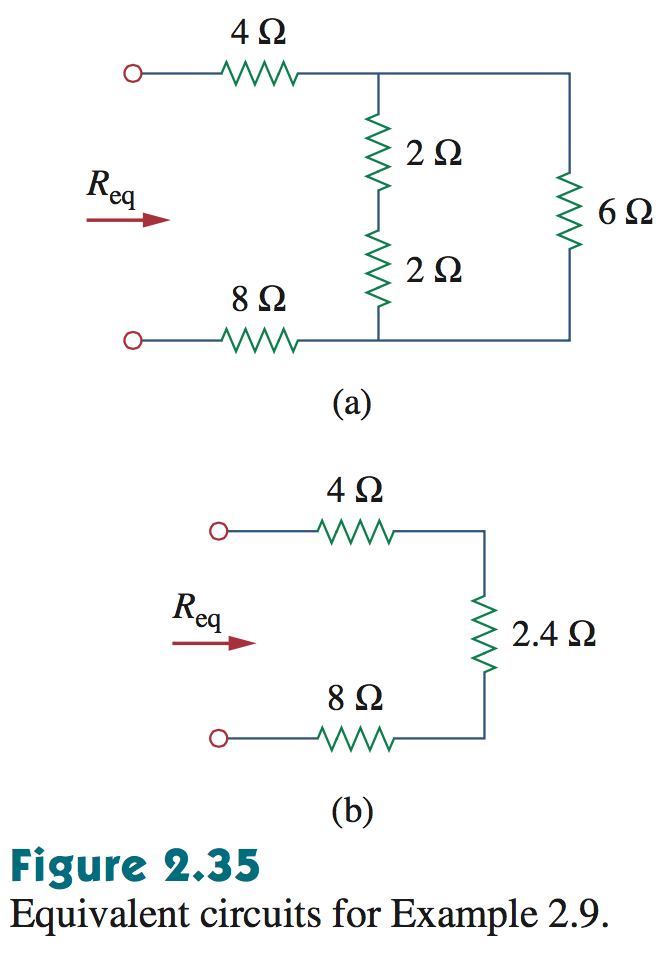 4 Ω
2 Ω
Req
6 Ω
2 Ω
8 Ω
(a)
4 Ω
Req
2.4 Ω
8 Ω
(b)
Figure 2.35
Equivalent circuits for Example 2.9.